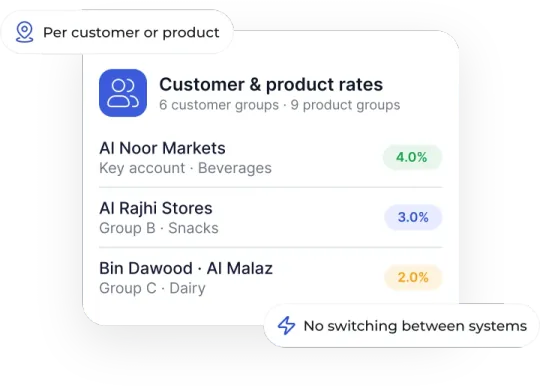 Per customer or product
Customer & product rates
6 customer groups · 9 product groups
Al Noor Markets
Key account · Beverages
4.0%
Al Rajhi Stores
Group B · Snacks
3.0%
Bin Dawood · Al Malaz
Group C · Dairy
2.0%
No switching between systems